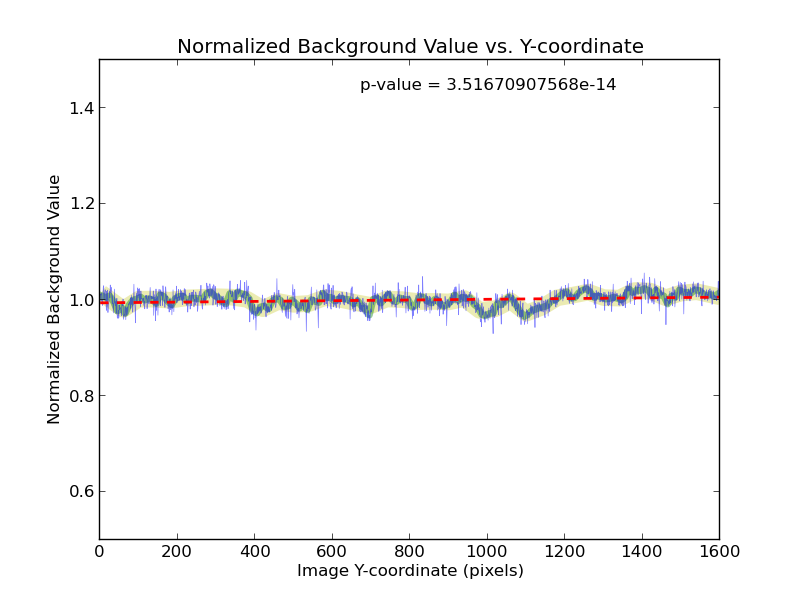 Normalized Background Value vs. Y-coordinate
p-value = 3.51670907568e-14
1.4
1.2
1.0
0.8
0.6
Normalized Background Value
0 200 400 600 800 1000 1200 1400 1600
Image Y-coordinate (pixels)